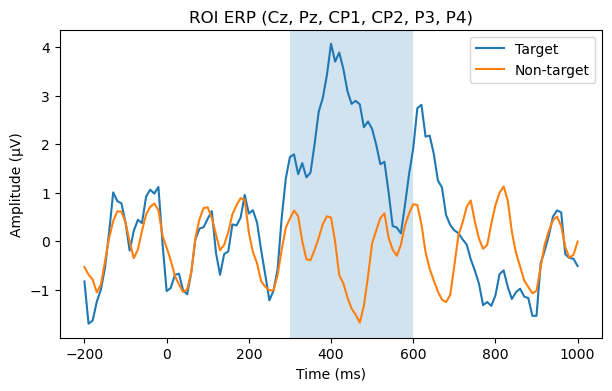 ROI ERP (Cz, Pz, CP1, CP2, P3, P4)
Target
Non-target
Amplitude (µV)
4
3
2
1
0
−1
−200
0
200
400
600
800
1000
Time (ms)